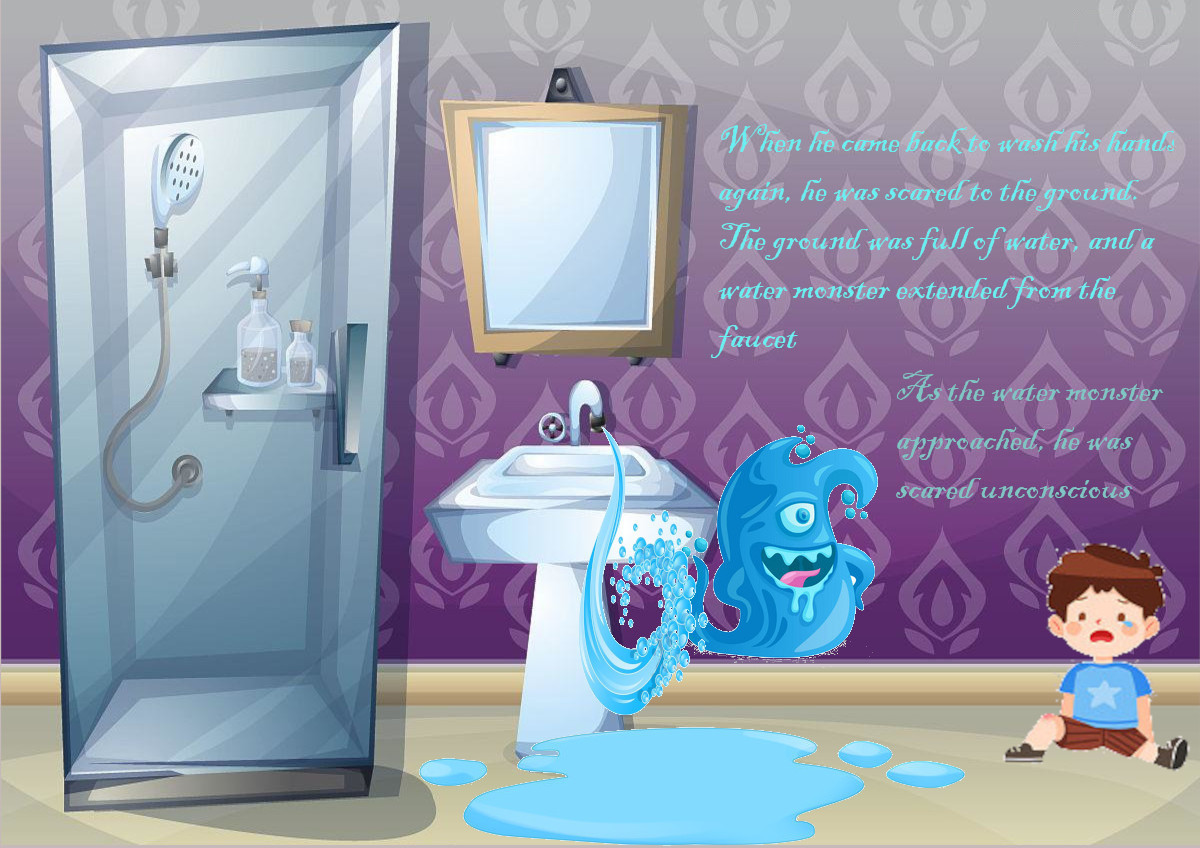 When he came back to wash his hands
again, he was scared to the ground.
The ground was full of water, and a
water monster extended from the
faucet
As the water monster
approached, he was
scared unconscious